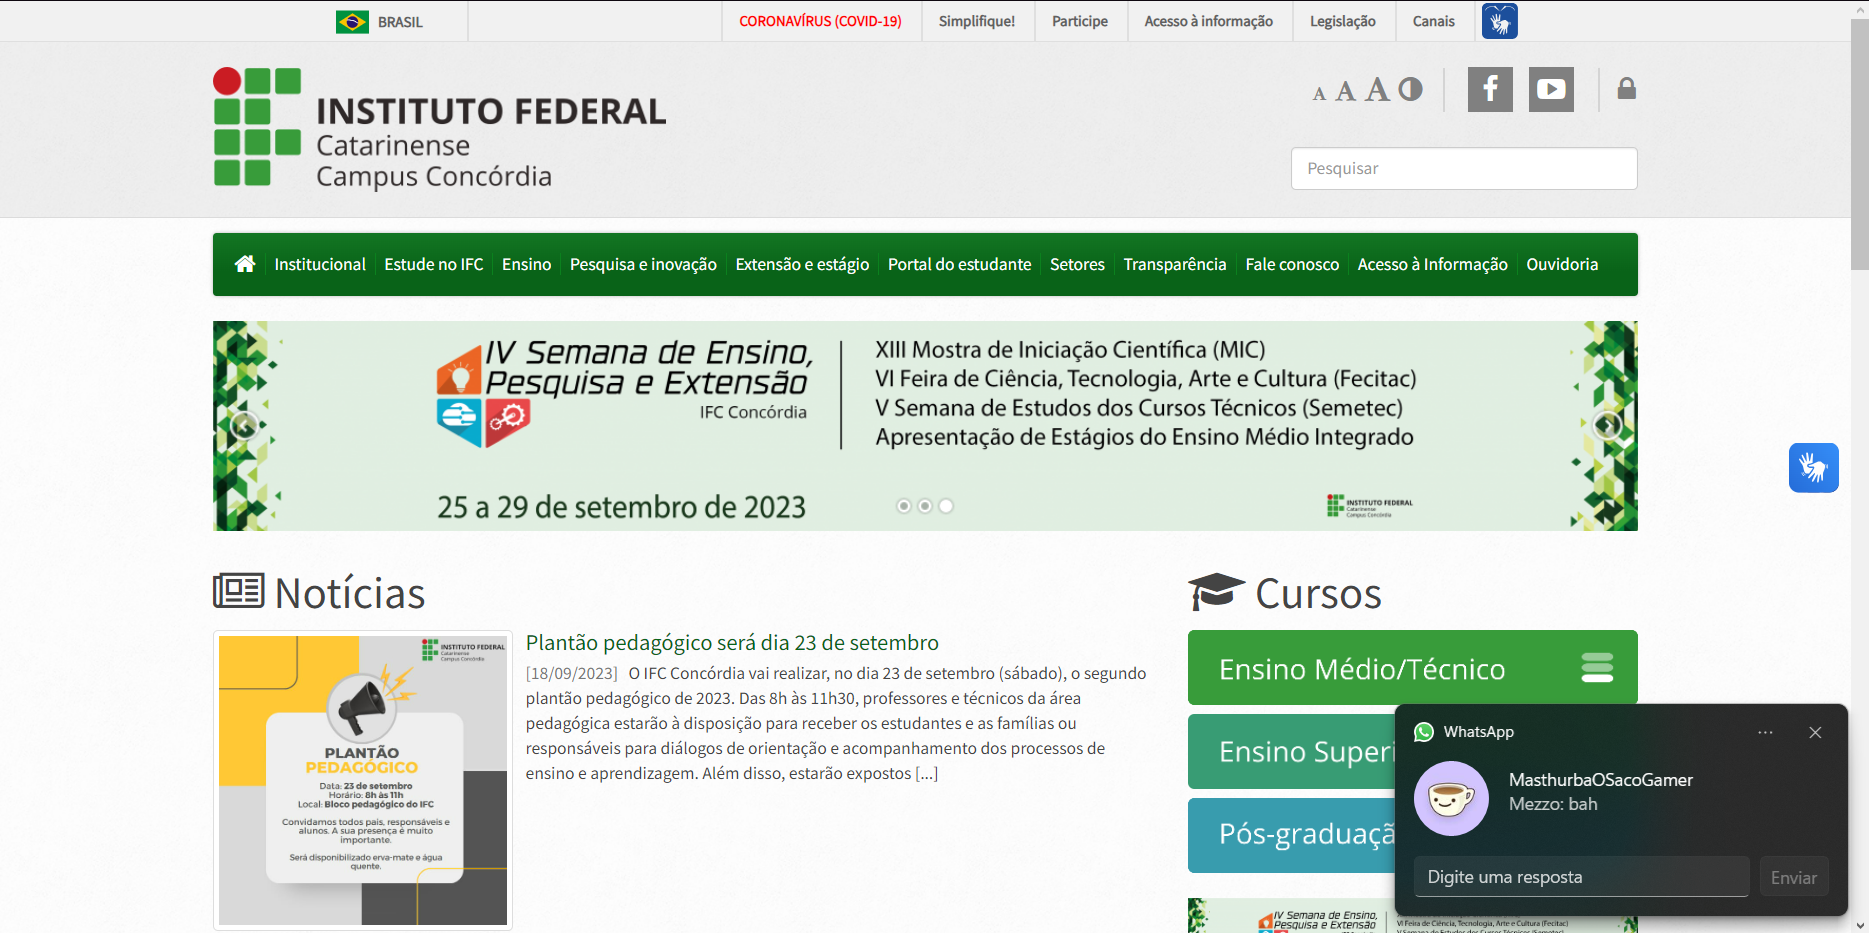 BRASIL
CORONAVÍRUS (COVID-19)
Simplifique!
Participe
Acesso à informação
Legislação
Canais
INSTITUTO FEDERAL
Catarinense
Campus Concórdia
A A A
Pesquisar
Institucional
Estude no IFC
Ensino
Pesquisa e inovação
Extensão e estágio
Portal do estudante
Setores
Transparência
Fale conosco
Acesso à Informação
Ouvidoria
IV Semana de Ensino,
Pesquisa e Extensão
IFC Concórdia
XIII Mostra de Iniciação Científica (MIC)
VI Feira de Ciência, Tecnologia, Arte e Cultura (Fecitac)
V Semana de Estudos dos Cursos Técnicos (Semetec)
Apresentação de Estágios do Ensino Médio Integrado
25 a 29 de setembro de 2023
INSTITUTO FEDERAL
Catarinense
Campus Concórdia
Notícias
INSTITUTO FEDERAL
Catarinense
Campus Concórdia
PLANTÃO
PEDAGÓGICO
Data: 23 de setembro
Horário: 8h às 11h
Local: Bloco pedagógico do IFC
Convidamos todos pais, responsáveis e
alunos. A sua presença é muito
importante.
Será disponibilizado erva-mate e água
quente.
Plantão pedagógico será dia 23 de setembro
[18/09/2023] O IFC Concórdia vai realizar, no dia 23 de setembro (sábado), o segundo
plantão pedagógico de 2023. Das 8h às 11h30, professores e técnicos da área
pedagógica estarão à disposição para receber os estudantes e as famílias ou
responsáveis para diálogos de orientação e acompanhamento dos processos de
ensino e aprendizagem. Além disso, estarão expostos [...]
Cursos
Ensino Médio/Técnico
Ensino Superi
Pós-graduaçã
IV Semana de Ensino,
Pesquisa e Extensão
VI Feira de Ciência, Tecnologia, Arte e Cultura (Fecitac)
V Semana de Estudos dos Cursos Técnicos (Semetec)
WhatsApp
MasthurbaOSacoGamer
Mezzo: bah
Digite uma resposta
Enviar